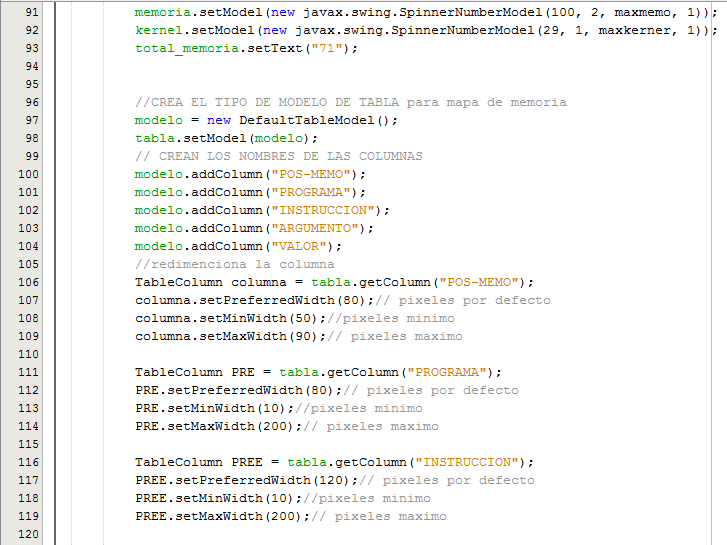 91 memoria.setModel(new javax.swing.SpinnerNumberModel(100, 2, maxmemo, 1));
92 kernel.setModel(new javax.swing.SpinnerNumberModel(29, 1, maxkerner, 1));
93 total_memoria.setText("71");
94
95
96 //CREA EL TIPO DE MODELO DE TABLA para mapa de memoria
97 modelo = new DefaultTableModel();
98 tabla.setModel(modelo);
99 // CREAN LOS NOMBRES DE LAS COLUMNAS
100 modelo.addColumn("POS-MEMO");
101 modelo.addColumn("PROGRAMA");
102 modelo.addColumn("INSTRUCCION");
103 modelo.addColumn("ARGUMENTO");
104 modelo.addColumn("VALOR");
105 //redimenciona la columna
106 TableColumn columna = tabla.getColumn("POS-MEMO");
107 columna.setPreferredWidth(80);// pixeles por defecto
108 columna.setMinWidth(50);//pixeles minimo
109 columna.setMaxWidth(90);// pixeles maximo
110
111 TableColumn PRE = tabla.getColumn("PROGRAMA");
112 PRE.setPreferredWidth(80);// pixeles por defecto
113 PRE.setMinWidth(10);//pixeles minimo
114 PRE.setMaxWidth(200);// pixeles maximo
115
116 TableColumn PREE = tabla.getColumn("INSTRUCCION");
117 PREE.setPreferredWidth(120);// pixeles por defecto
118 PREE.setMinWidth(10);//pixeles minimo
119 PREE.setMaxWidth(200);// pixeles maximo
120